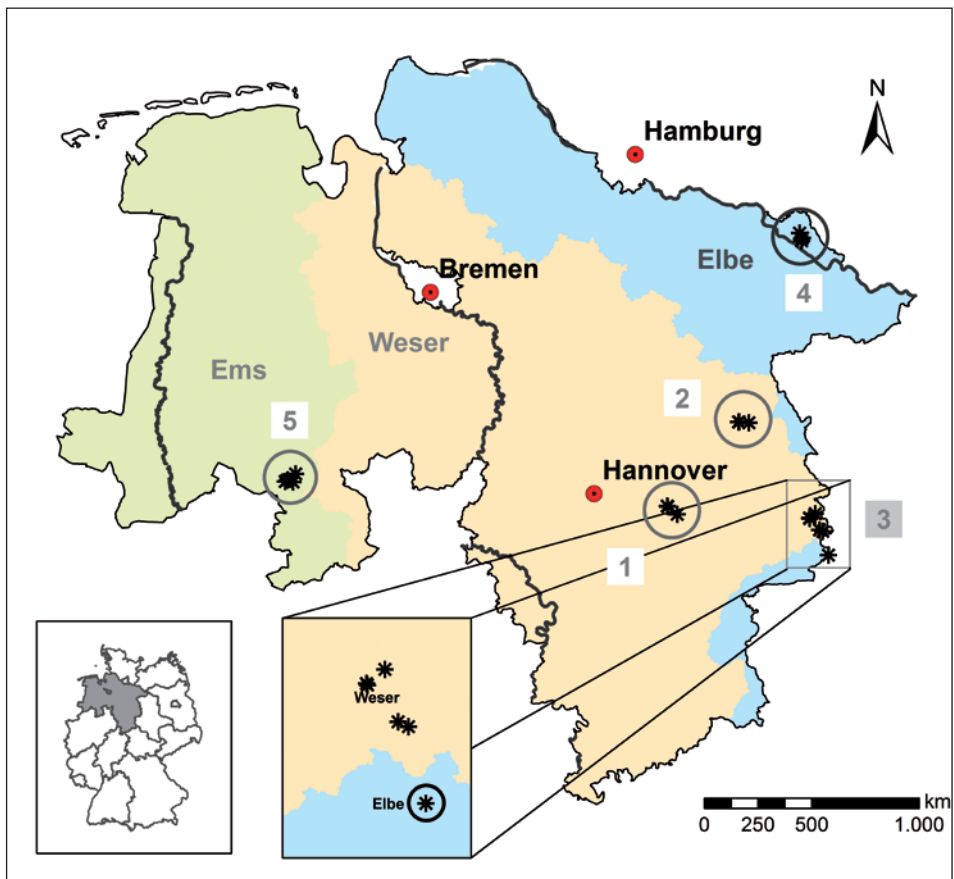 N
Hamburg
Elbe
4
Bremen
Weser
Ems
2
5
Hannover
3
1
Weser
Elbe
km
0 250 500 1.000